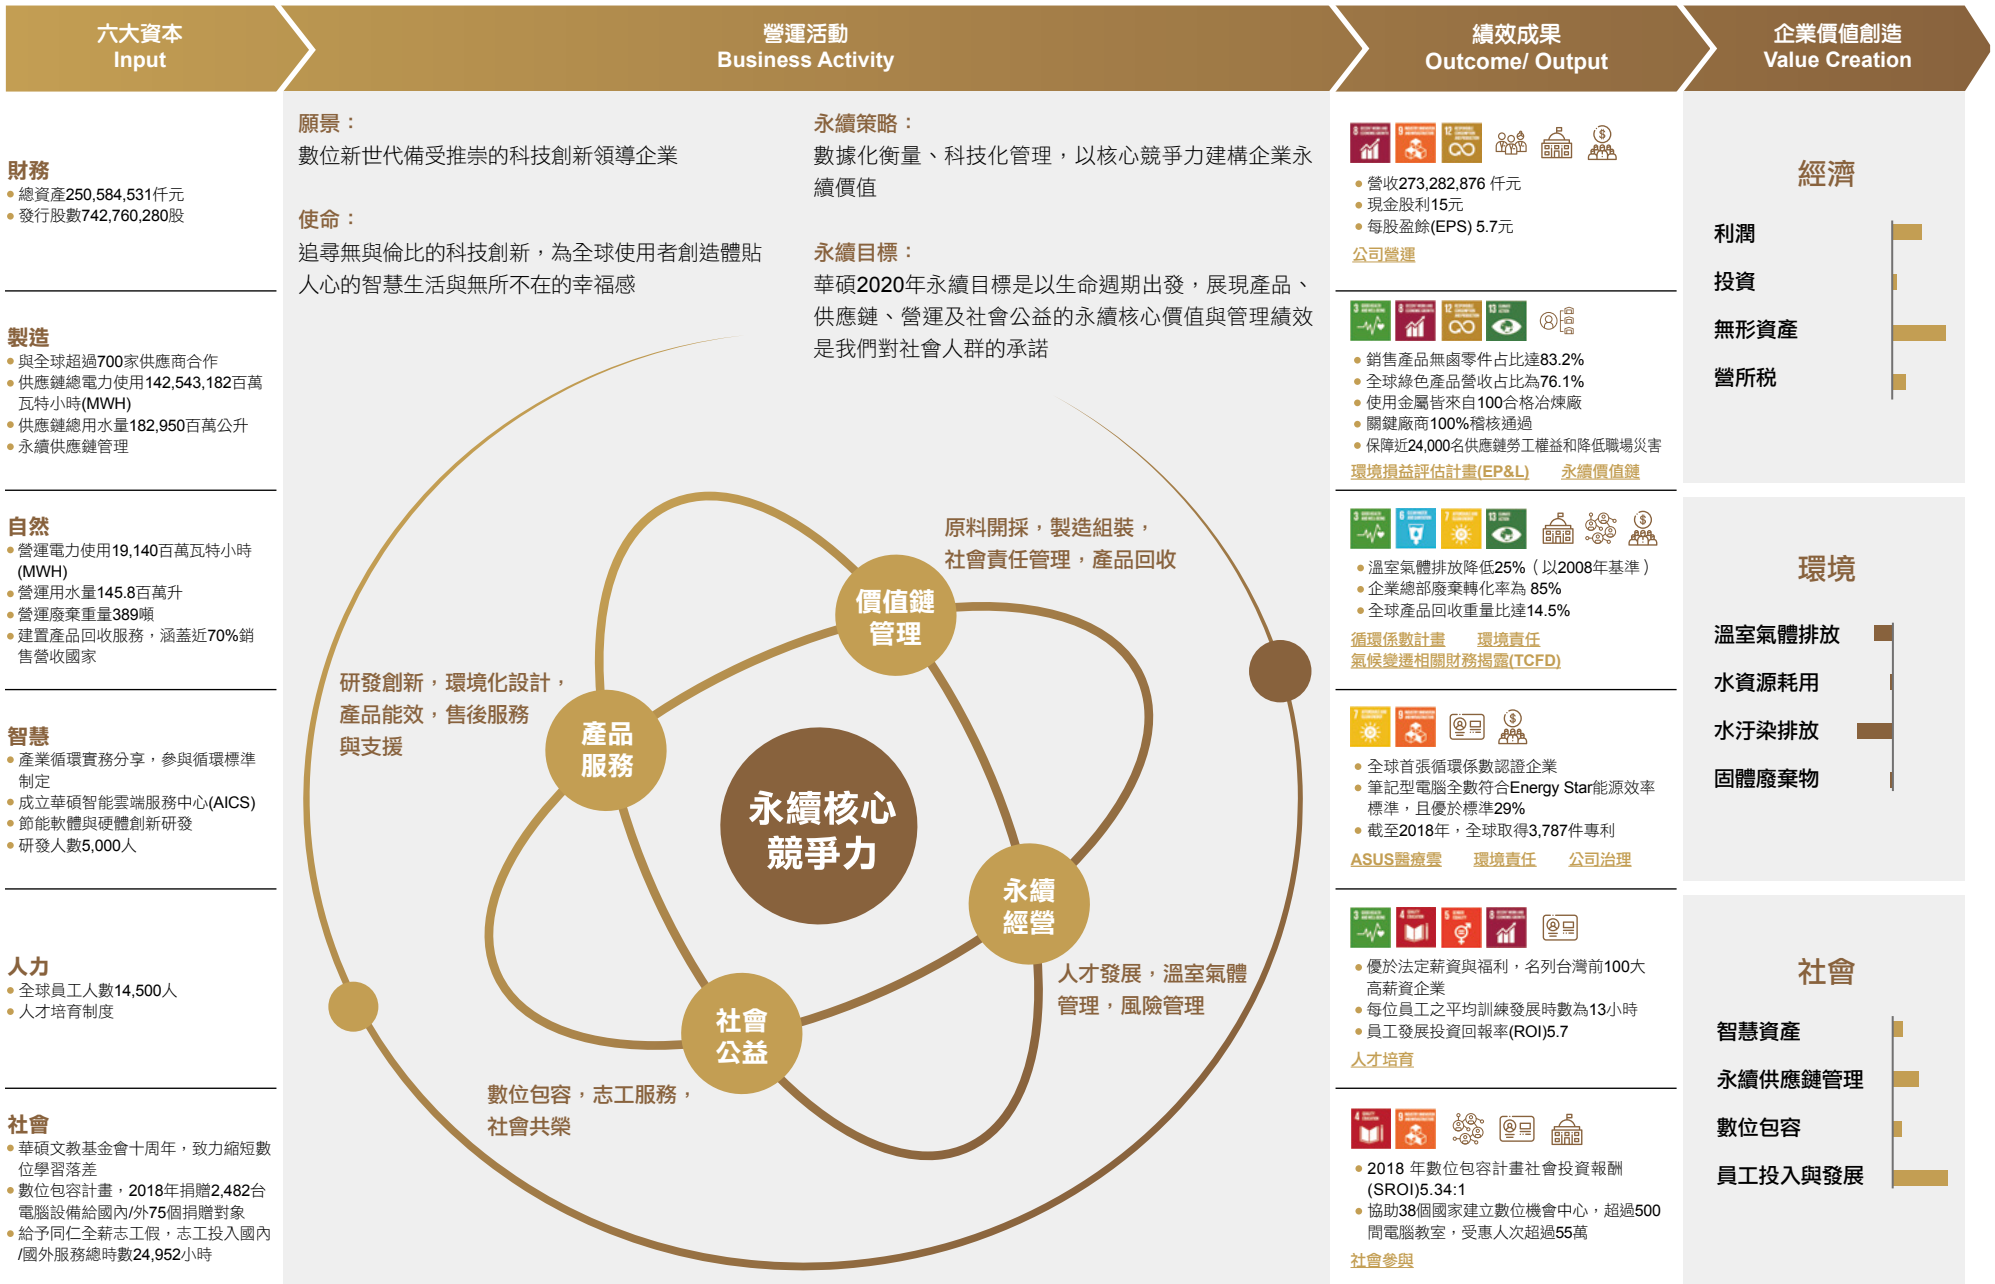 六大資本
Input
營運活動
Business Activity
績效成果
Outcome/ Output
企業價值創造
Value Creation
財務
總資產250,584,531仟元
發行股數742,760,280股
製造
與全球超過700家供應商合作
供應鏈總電力使用142,543,182百萬
瓦特小時(MWH)
供應鏈總用水量182,950百萬公升
永續供應鏈管理
自然
營運電力使用19,140百萬瓦特小時
(MWH)
營運用水量145.8百萬升
營運廢棄重量389噸
建置產品回收服務，涵蓋近70%銷
售營收國家
智慧
產業循環實務分享，參與循環標準
制定
成立華碩智能雲端服務中心(AICS)
節能軟體與硬體創新研發
研發人數5,000人
人力
全球員工人數14,500人
人才培育制度
社會
華碩文教基金會十周年，致力縮短數
位學習落差
數位包容計畫，2018年捐贈2,482台
電腦設備給國內/外75個捐贈對象
給予同仁全薪志工假，志工投入國內
/國外服務總時數24,952小時
願景：
數位新世代備受推崇的科技創新領導企業
使命：
追尋無與倫比的科技創新，為全球使用者創造體貼
人心的智慧生活與無所不在的幸福感
永續策略：
數據化衡量、科技化管理，以核心競爭力建構企業永
續價值
永續目標：
華碩2020年永續目標是以生命週期出發，展現產品、
供應鏈、營運及社會公益的永續核心價值與管理績效
是我們對社會人群的承諾
原料開採，製造組裝，
社會責任管理，產品回收
價值鏈
管理
研發創新，環境化設計，
產品能效，售後服務
與支援
產品
服務
永續核心
競爭力
永續
經營
人才發展，溫室氣體
管理，風險管理
社會
公益
數位包容，志工服務，
社會共榮
營收273,282,876 仟元
現金股利15元
每股盈餘(EPS) 5.7元
公司營運
銷售產品無鹵零件占比達83.2%
全球綠色產品營收占比為76.1%
使用金屬皆來自100合格冶煉廠
關鍵廠商100%稽核通過
保障近24,000名供應鏈勞工權益和降低職場災害
環境損益評估計畫(EP&L) 永續價值鏈
溫室氣體排放降低25%（以2008年基準）
企業總部廢棄轉化率為 85%
全球產品回收重量比達14.5%
循環係數計畫 環境責任
氣候變遷相關財務揭露(TCFD)
全球首張循環係數認證企業
筆記型電腦全數符合Energy Star能源效率
標準，且優於標準29%
截至2018年，全球取得3,787件專利
ASUS醫療雲 環境責任 公司治理
優於法定薪資與福利，名列台灣前100大
高薪資企業
每位員工之平均訓練發展時數為13小時
員工發展投資回報率(ROI)5.7
人才培育
2018 年數位包容計畫社會投資報酬
(SROI)5.34:1
協助38個國家建立數位機會中心，超過500
間電腦教室，受惠人次超過55萬
社會參與
經濟
利潤
投資
無形資產
營所稅
環境
溫室氣體排放
水資源耗用
水汙染排放
固體廢棄物
社會
智慧資產
永續供應鏈管理
數位包容
員工投入與發展